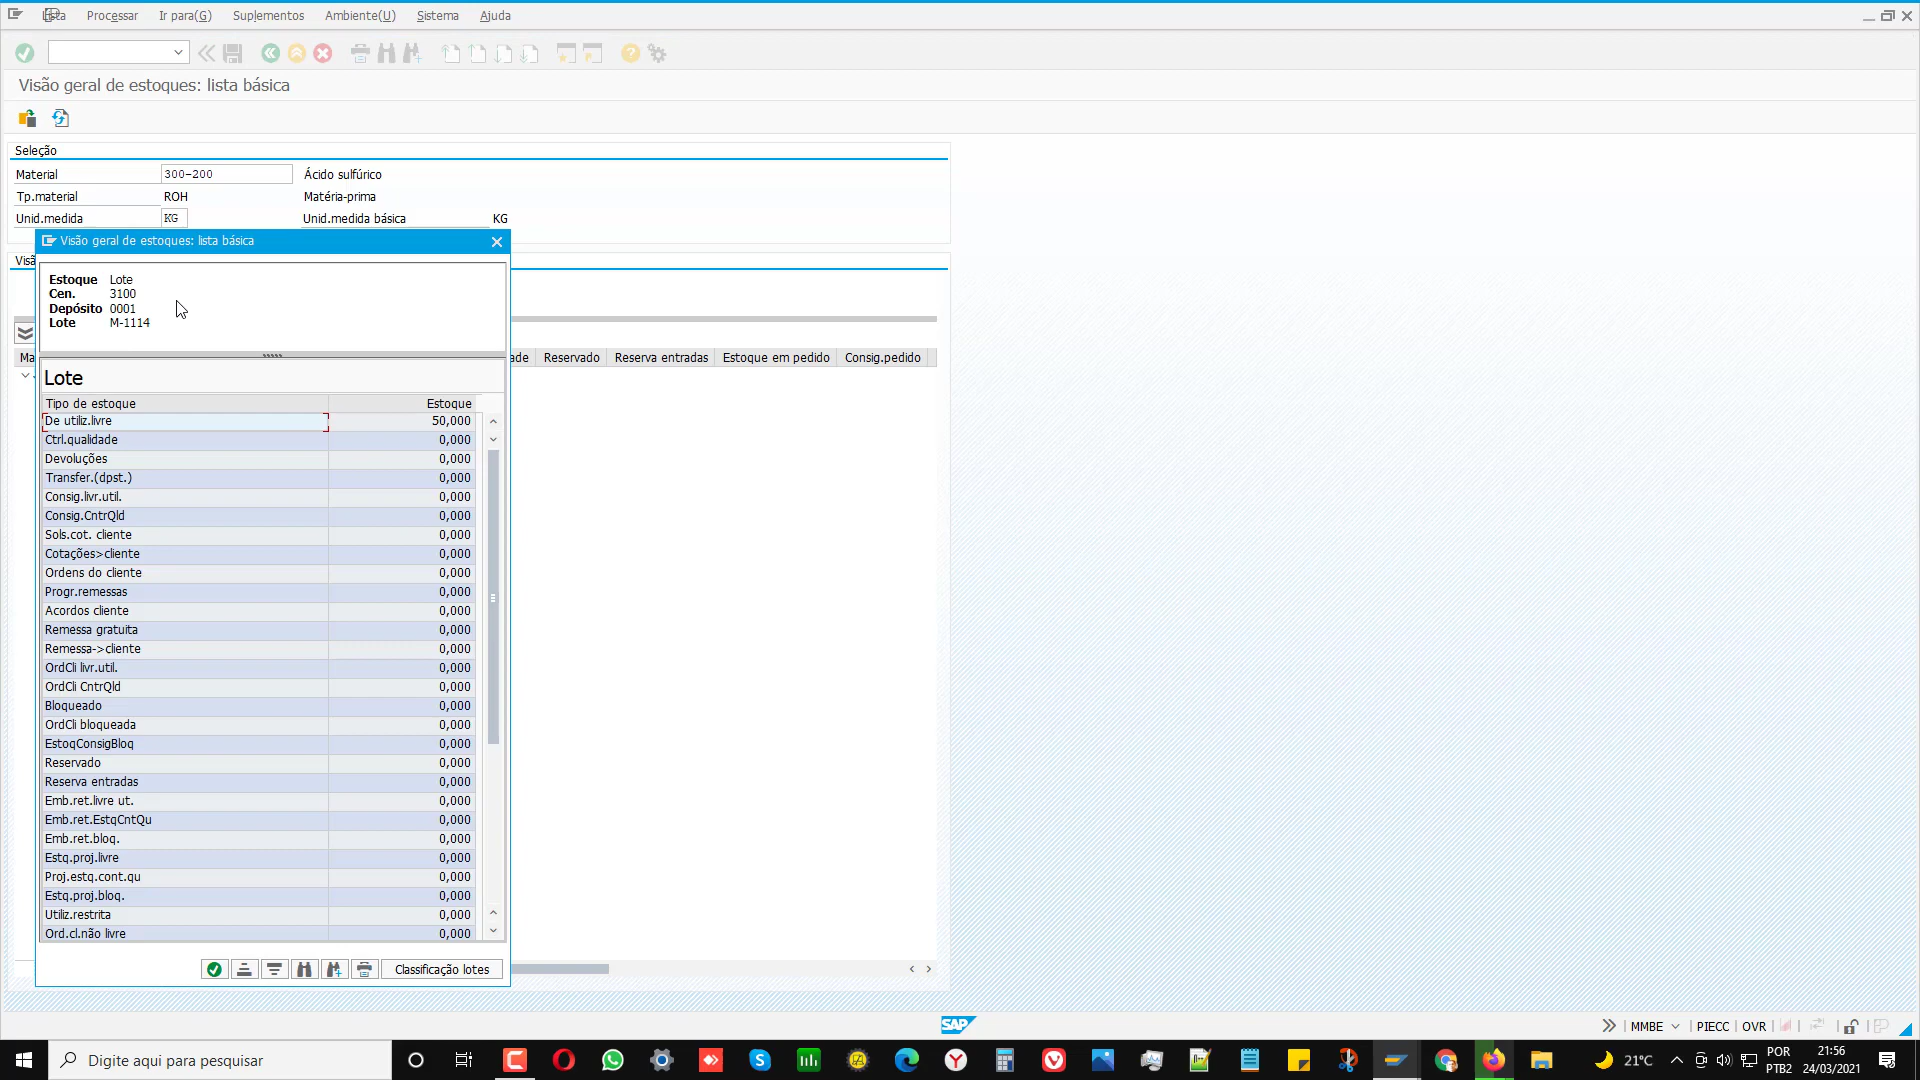 Lista Processar Ir para(G) Suplementos Ambiente(U) Sistema Ajuda
Visão geral de estoques: lista básica
Seleção
Material 300-200 Ácido sulfúrico
Tp.material ROH Matéria-prima
Unid.medida KG Unid.medida básica KG
Visão geral de estoques: lista básica
Visã
Estoque Lote
Cen. 3100
Depósito 0001
Lote M-1114
Ma ade Reservado Reserva entradas Estoque em pedido Consig.pedido
Lote
Tipo de estoque Estoque
De utiliz.livre 50,000
Ctrl.qualidade 0,000
Devoluções 0,000
Transfer.(dpst.) 0,000
Consig.livr.util. 0,000
Consig.CntrQld 0,000
Sols.cot. cliente 0,000
Cotações>cliente 0,000
Ordens do cliente 0,000
Progr.remessas 0,000
Acordos cliente 0,000
Remessa gratuita 0,000
Remessa->cliente 0,000
OrdCli livr.util. 0,000
OrdCli CntrQld 0,000
Bloqueado 0,000
OrdCli bloqueada 0,000
EstoqConsigBloq 0,000
Reservado 0,000
Reserva entradas 0,000
Emb.ret.livre ut. 0,000
Emb.ret.EstqCntQu 0,000
Emb.ret.bloq. 0,000
Estq.proj.livre 0,000
Proj.estq.cont.qu 0,000
Estq.proj.bloq. 0,000
Utiliz.restrita 0,000
Ord.cl.não livre 0,000
Classificação lotes
SAP MMBE PIECC OVR
Digite aqui para pesquisar 21°C POR 21:56
PTB2 24/03/2021